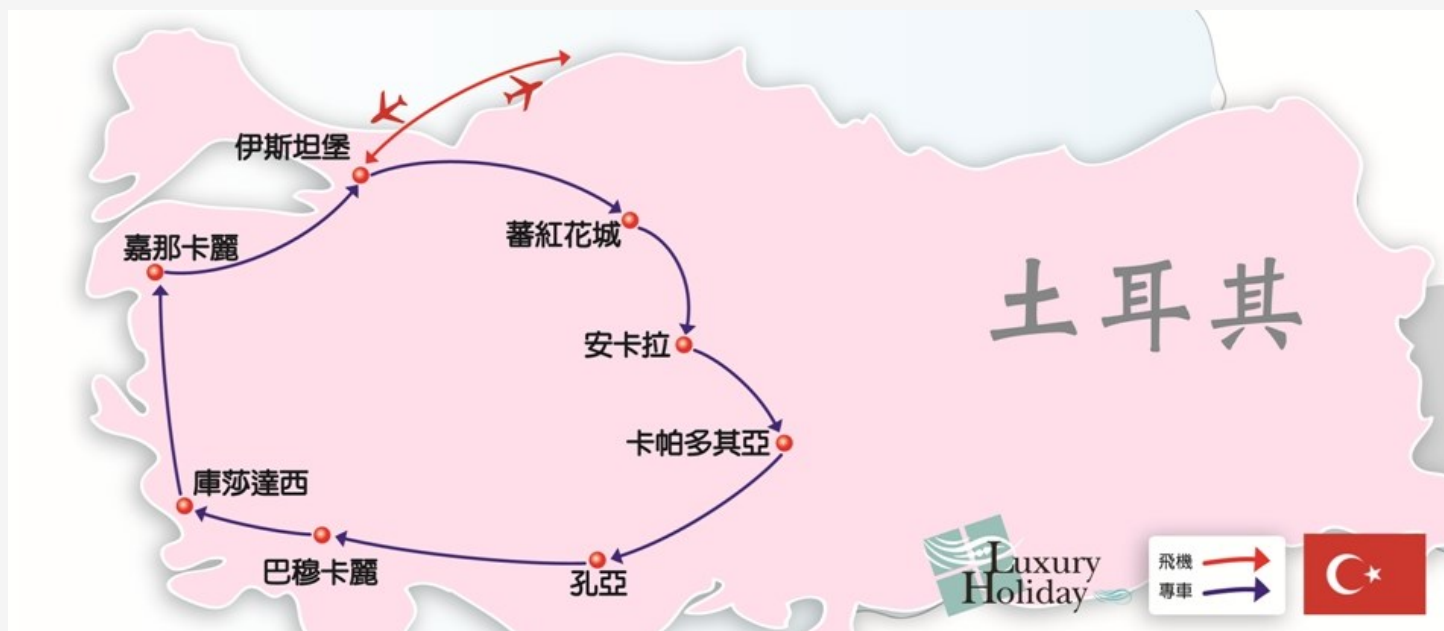 伊斯坦堡
蕃紅花城
嘉那卡麗
土耳其
安卡拉
卡帕多其亞
庫莎達西
巴穆卡麗
孔亞
Luxury
Holiday
飛機
專車